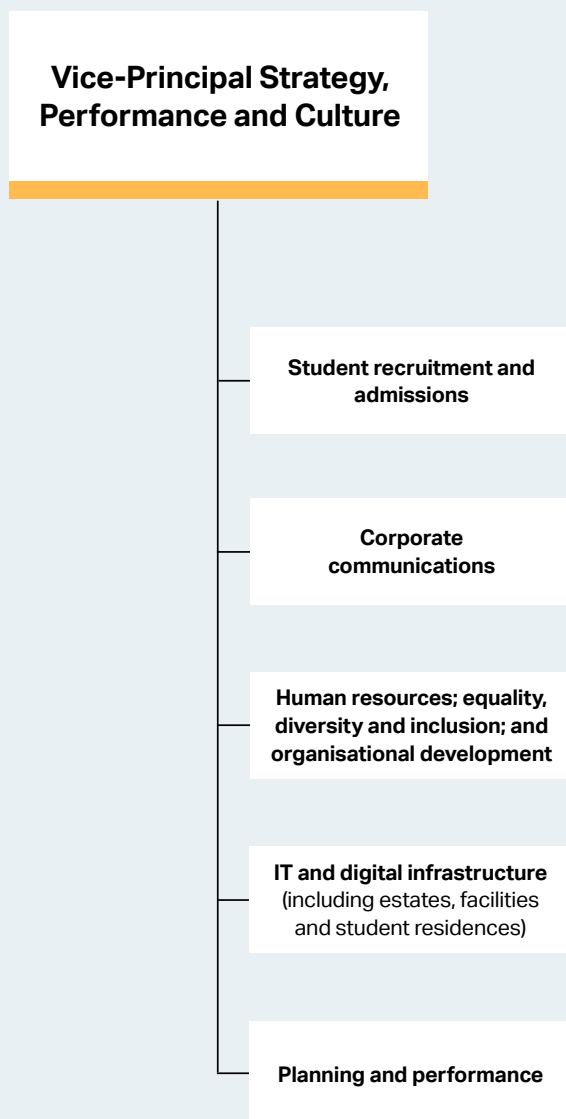 Vice-Principal Strategy,
Performance and Culture
Student recruitment and
admissions
Corporate
communications
Human resources; equality,
diversity and inclusion; and
organisational development
IT and digital infrastructure
(including estates, facilities
and student residences)
Planning and performance